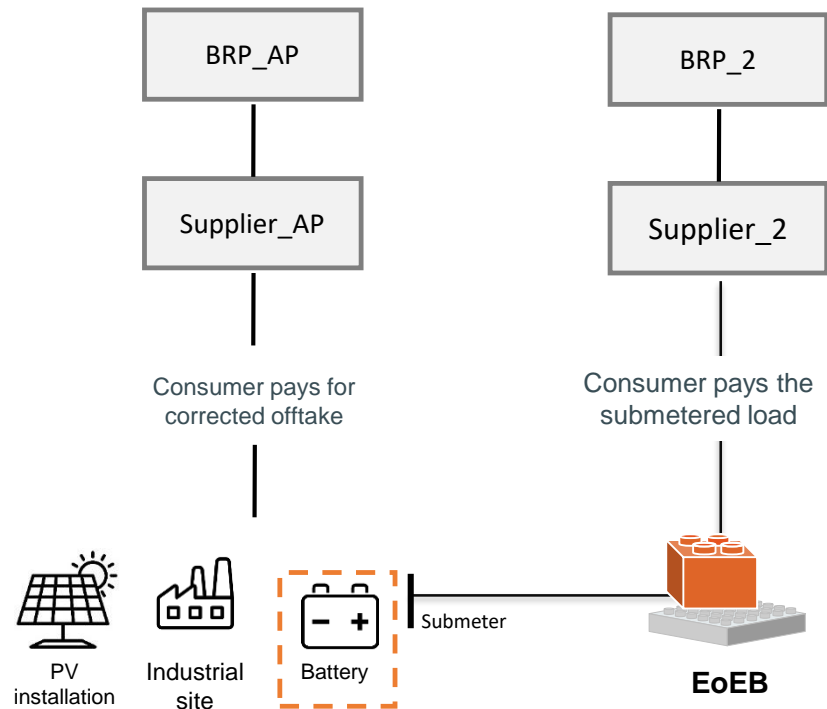 BRP_AP
BRP_2
Supplier_AP
Supplier_2
Consumer pays for
corrected offtake
Consumer pays the
submetered load
PV
installation
Industrial
site
Battery
Submeter
EoEB